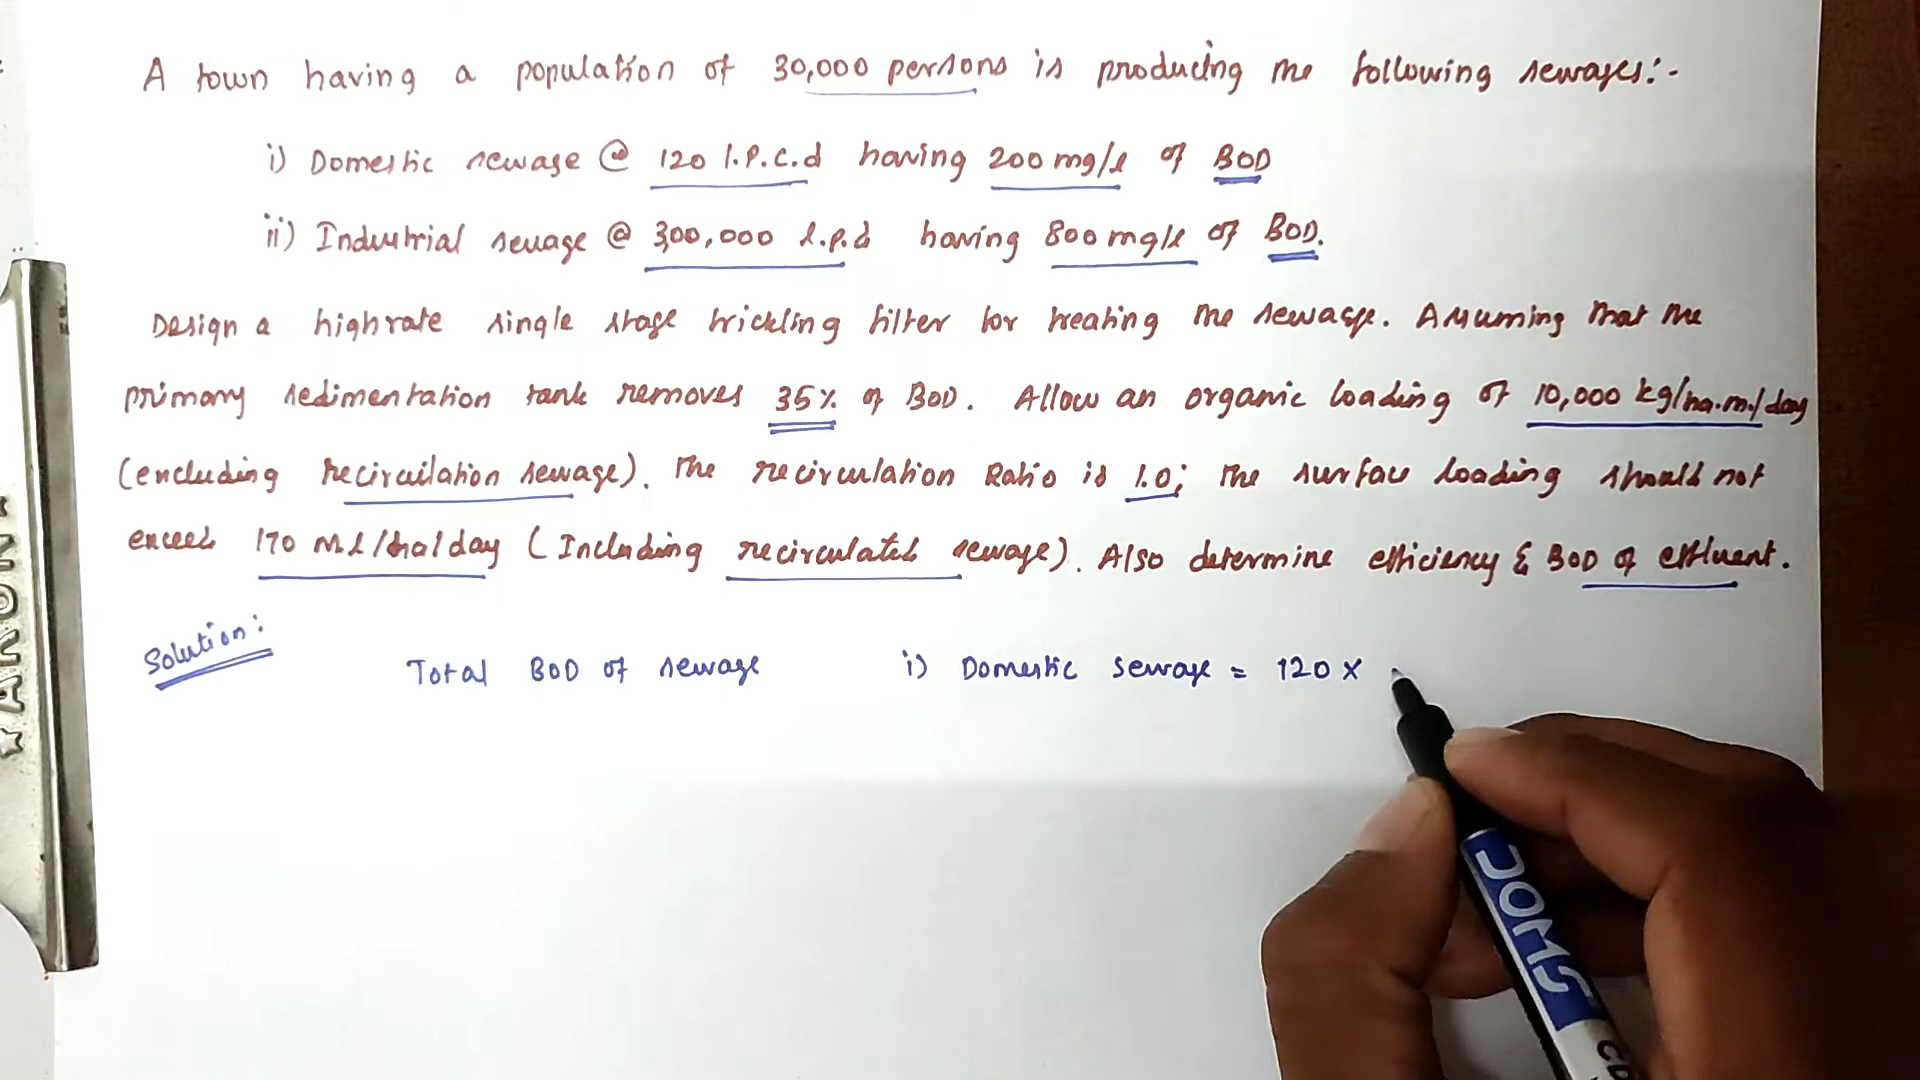 A town having a population of 30,000 persons is producing the following sewages:-
i) Domestic sewage @ 120 l.p.c.d having 200 mg/l of BOD
ii) Industrial sewage @ 300,000 l.p.d having 800 mg/l of BOD.
Design a highrate single stage trickling filter for treating the sewage. Assuming that the
primary sedimentation tank removes 35% of BOD. Allow an organic loading of 10,000 kg/ha.m/day
(excluding recirculation sewage). The recirculation Ratio is 1.0; The surface loading should not
exceed 170 Ml/ha/day (Including recirculated sewage). Also determine efficiency & BOD of effluent.
Solution:
Total BOD of sewage i) Domestic Sewage = 120 x
DOMS